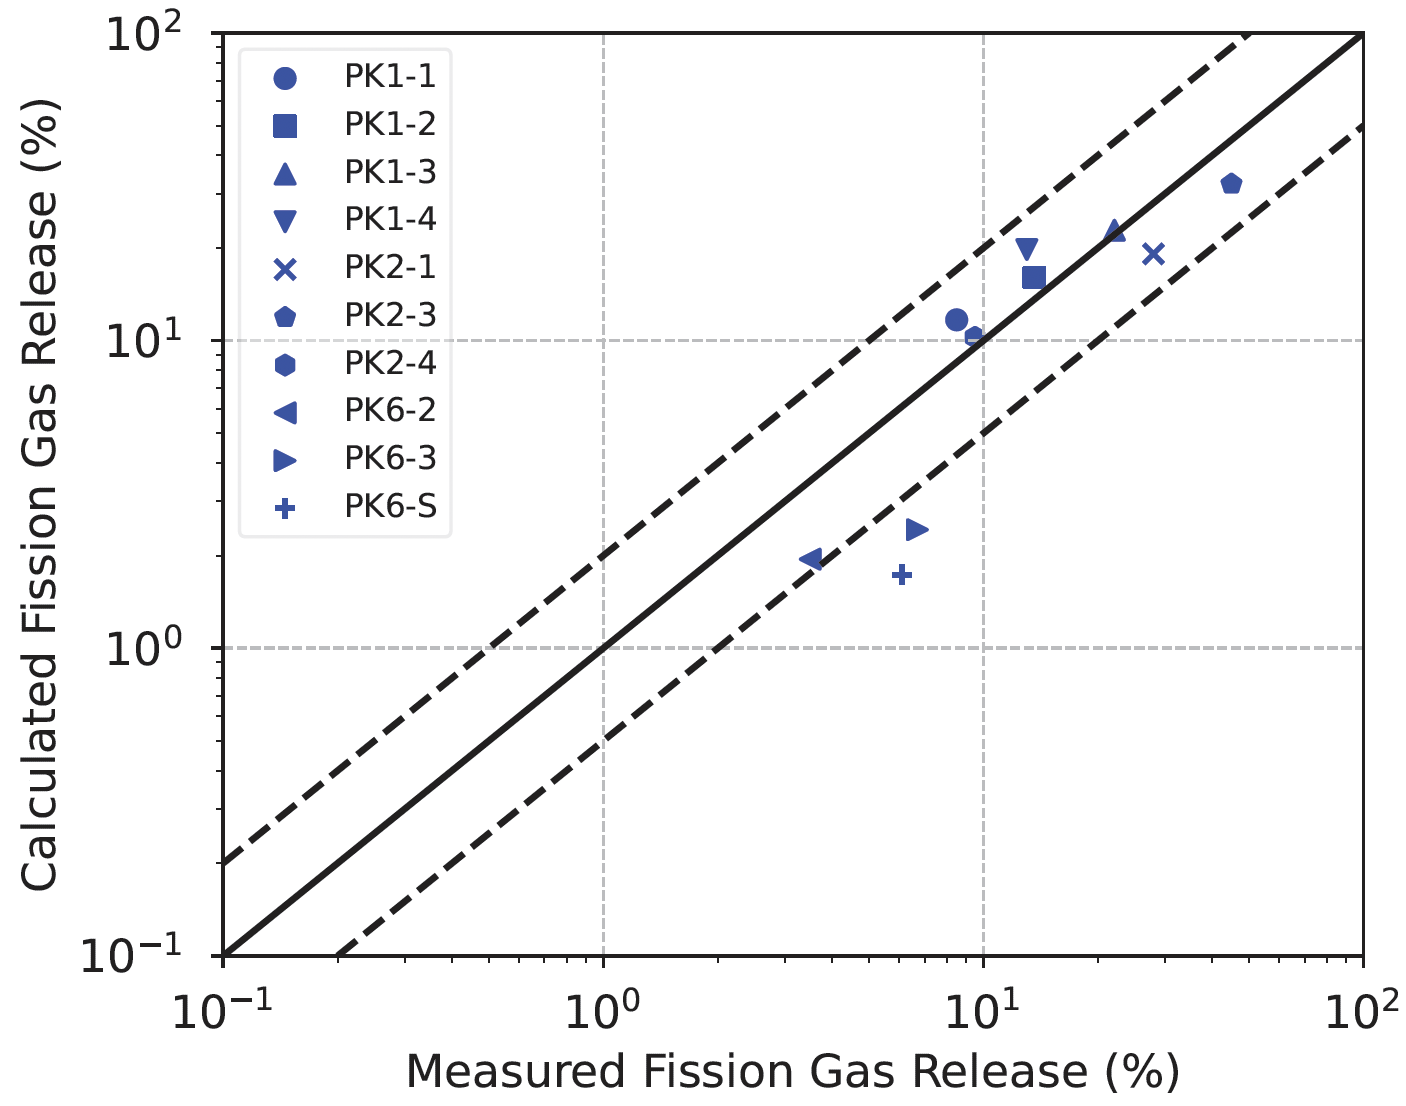 Calculated Fission Gas Release (%)
10²
10¹
10⁰
10⁻¹
PK1-1
PK1-2
PK1-3
PK1-4
PK2-1
PK2-3
PK2-4
PK6-2
PK6-3
PK6-S
10⁻¹ 10⁰ 10¹ 10²
Measured Fission Gas Release (%)